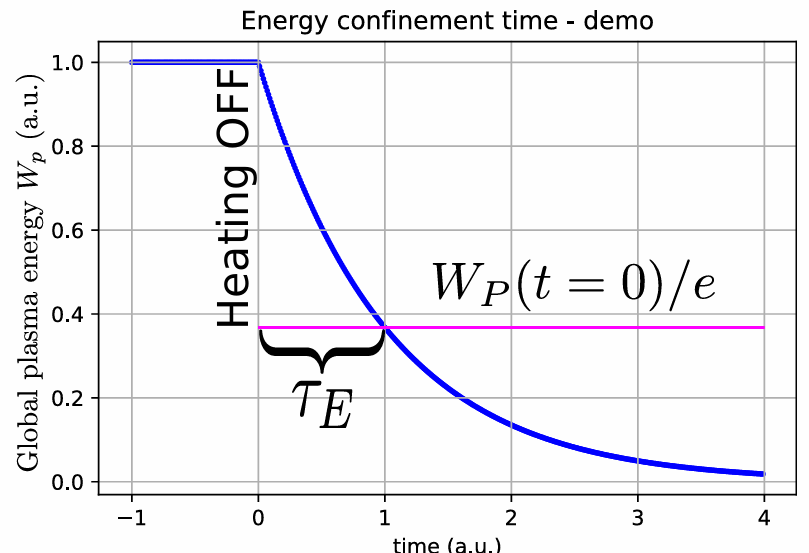 Energy confinement time - demo
Global plasma energy W_p (a.u.)
1.0
0.8
0.6
0.4
0.2
0.0
Heating OFF
W_P(t = 0)/e
τ_E
−1
0
1
2
3
4
time (a.u.)